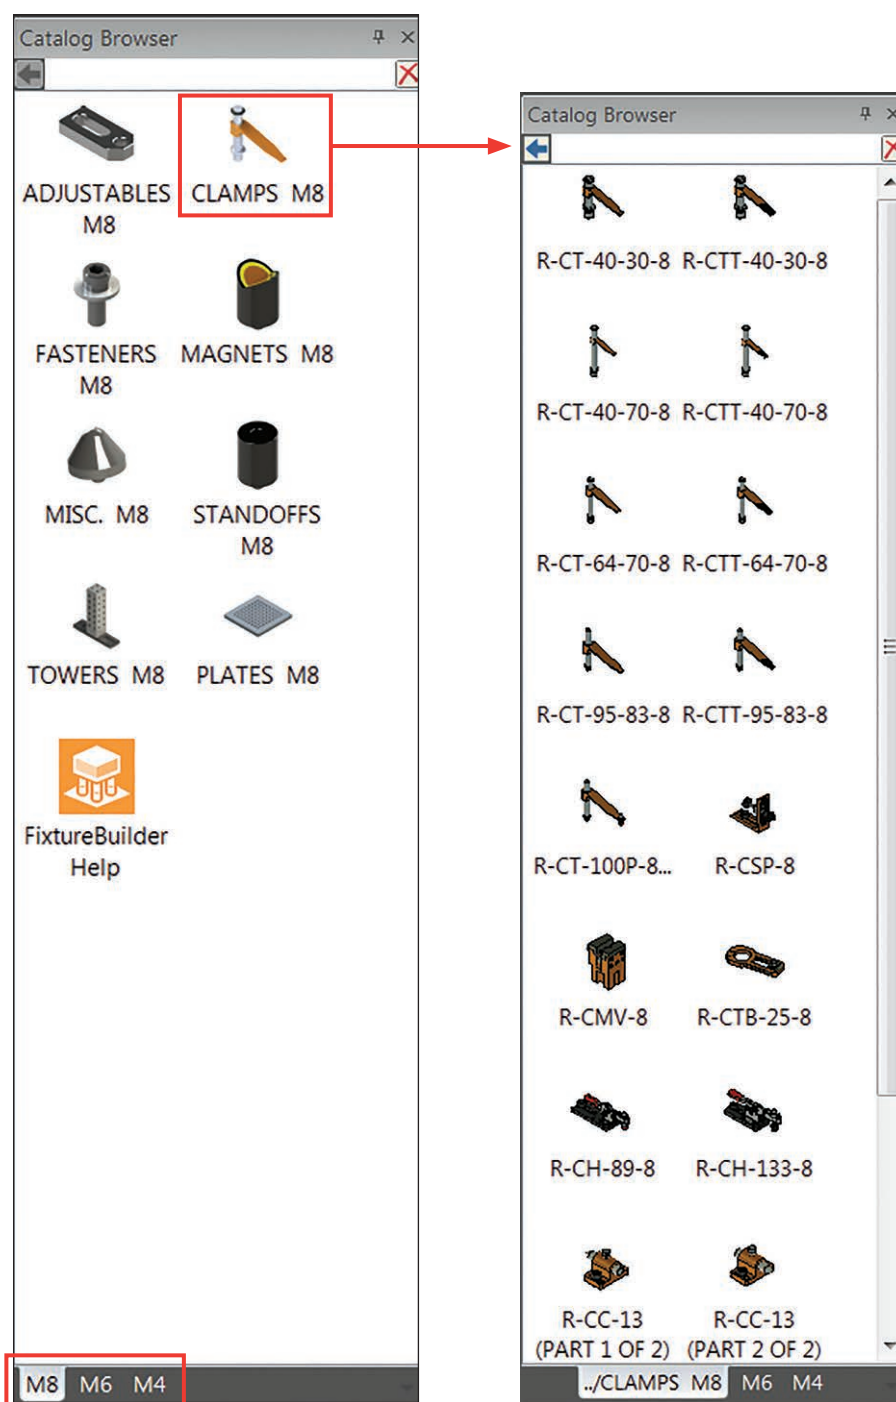 Catalog Browser
ADJUSTABLES
M8
CLAMPS M8
FASTENERS
M8
MAGNETS M8
MISC. M8
STANDOFFS
M8
TOWERS M8
PLATES M8
FixtureBuilder
Help
M8 M6 M4
Catalog Browser
R-CT-40-30-8 R-CTT-40-30-8
R-CT-40-70-8 R-CTT-40-70-8
R-CT-64-70-8 R-CTT-64-70-8
R-CT-95-83-8 R-CTT-95-83-8
R-CT-100P-8... R-CSP-8
R-CMV-8 R-CTB-25-8
R-CH-89-8 R-CH-133-8
R-CC-13
(PART 1 OF 2)
R-CC-13
(PART 2 OF 2)
../CLAMPS M8 M6 M4